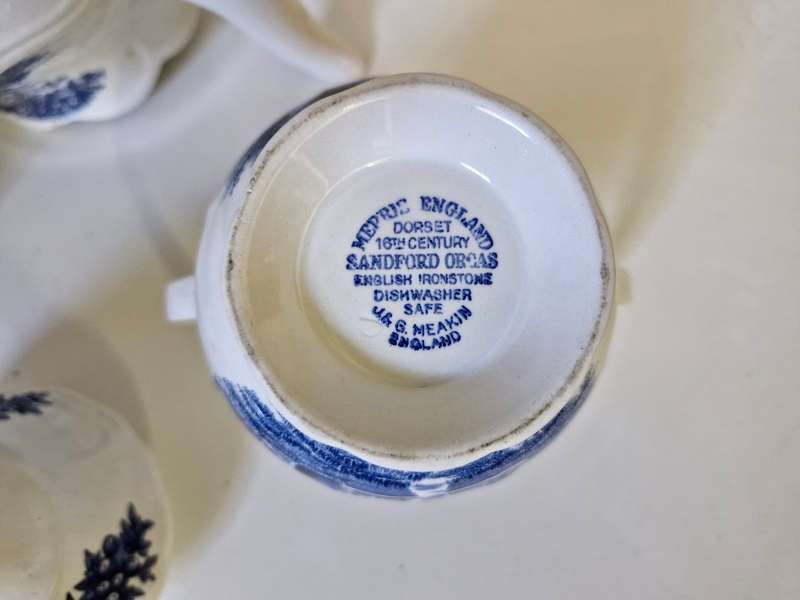 MERRIE ENGLAND
DORSET
16TH CENTURY
SANDFORD ORCAS
ENGLISH IRONSTONE
DISHWASHER
SAFE
J.& G. MEAKIN
ENGLAND